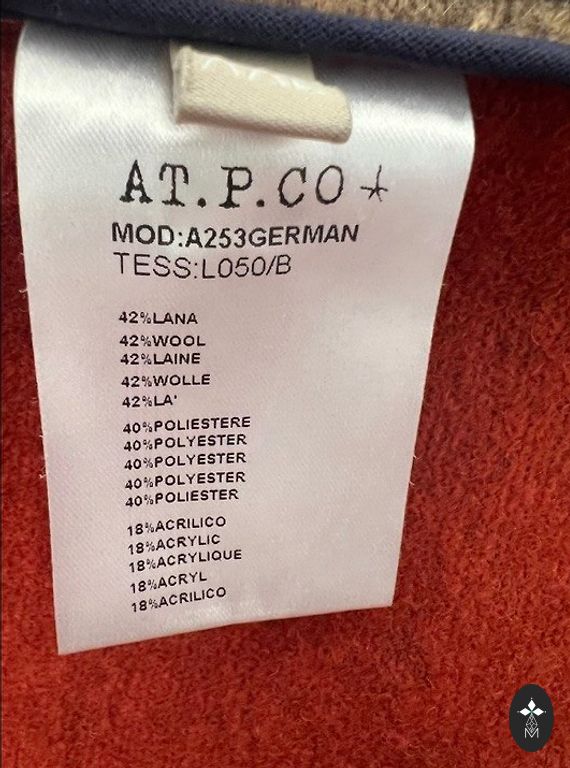 AT.P.CO
MOD:A253GERMAN
TESS:L050/B
42%LANA
42%WOOL
42%LAINE
42%WOLLE
42%LA'
40%POLIESTERE
40%POLYESTER
40%POLYESTER
40%POLYESTER
40%POLIESTER
18%ACRILICO
18%ACRYLIC
18%ACRYLIQUE
18%ACRYL
18%ACRILICO
M